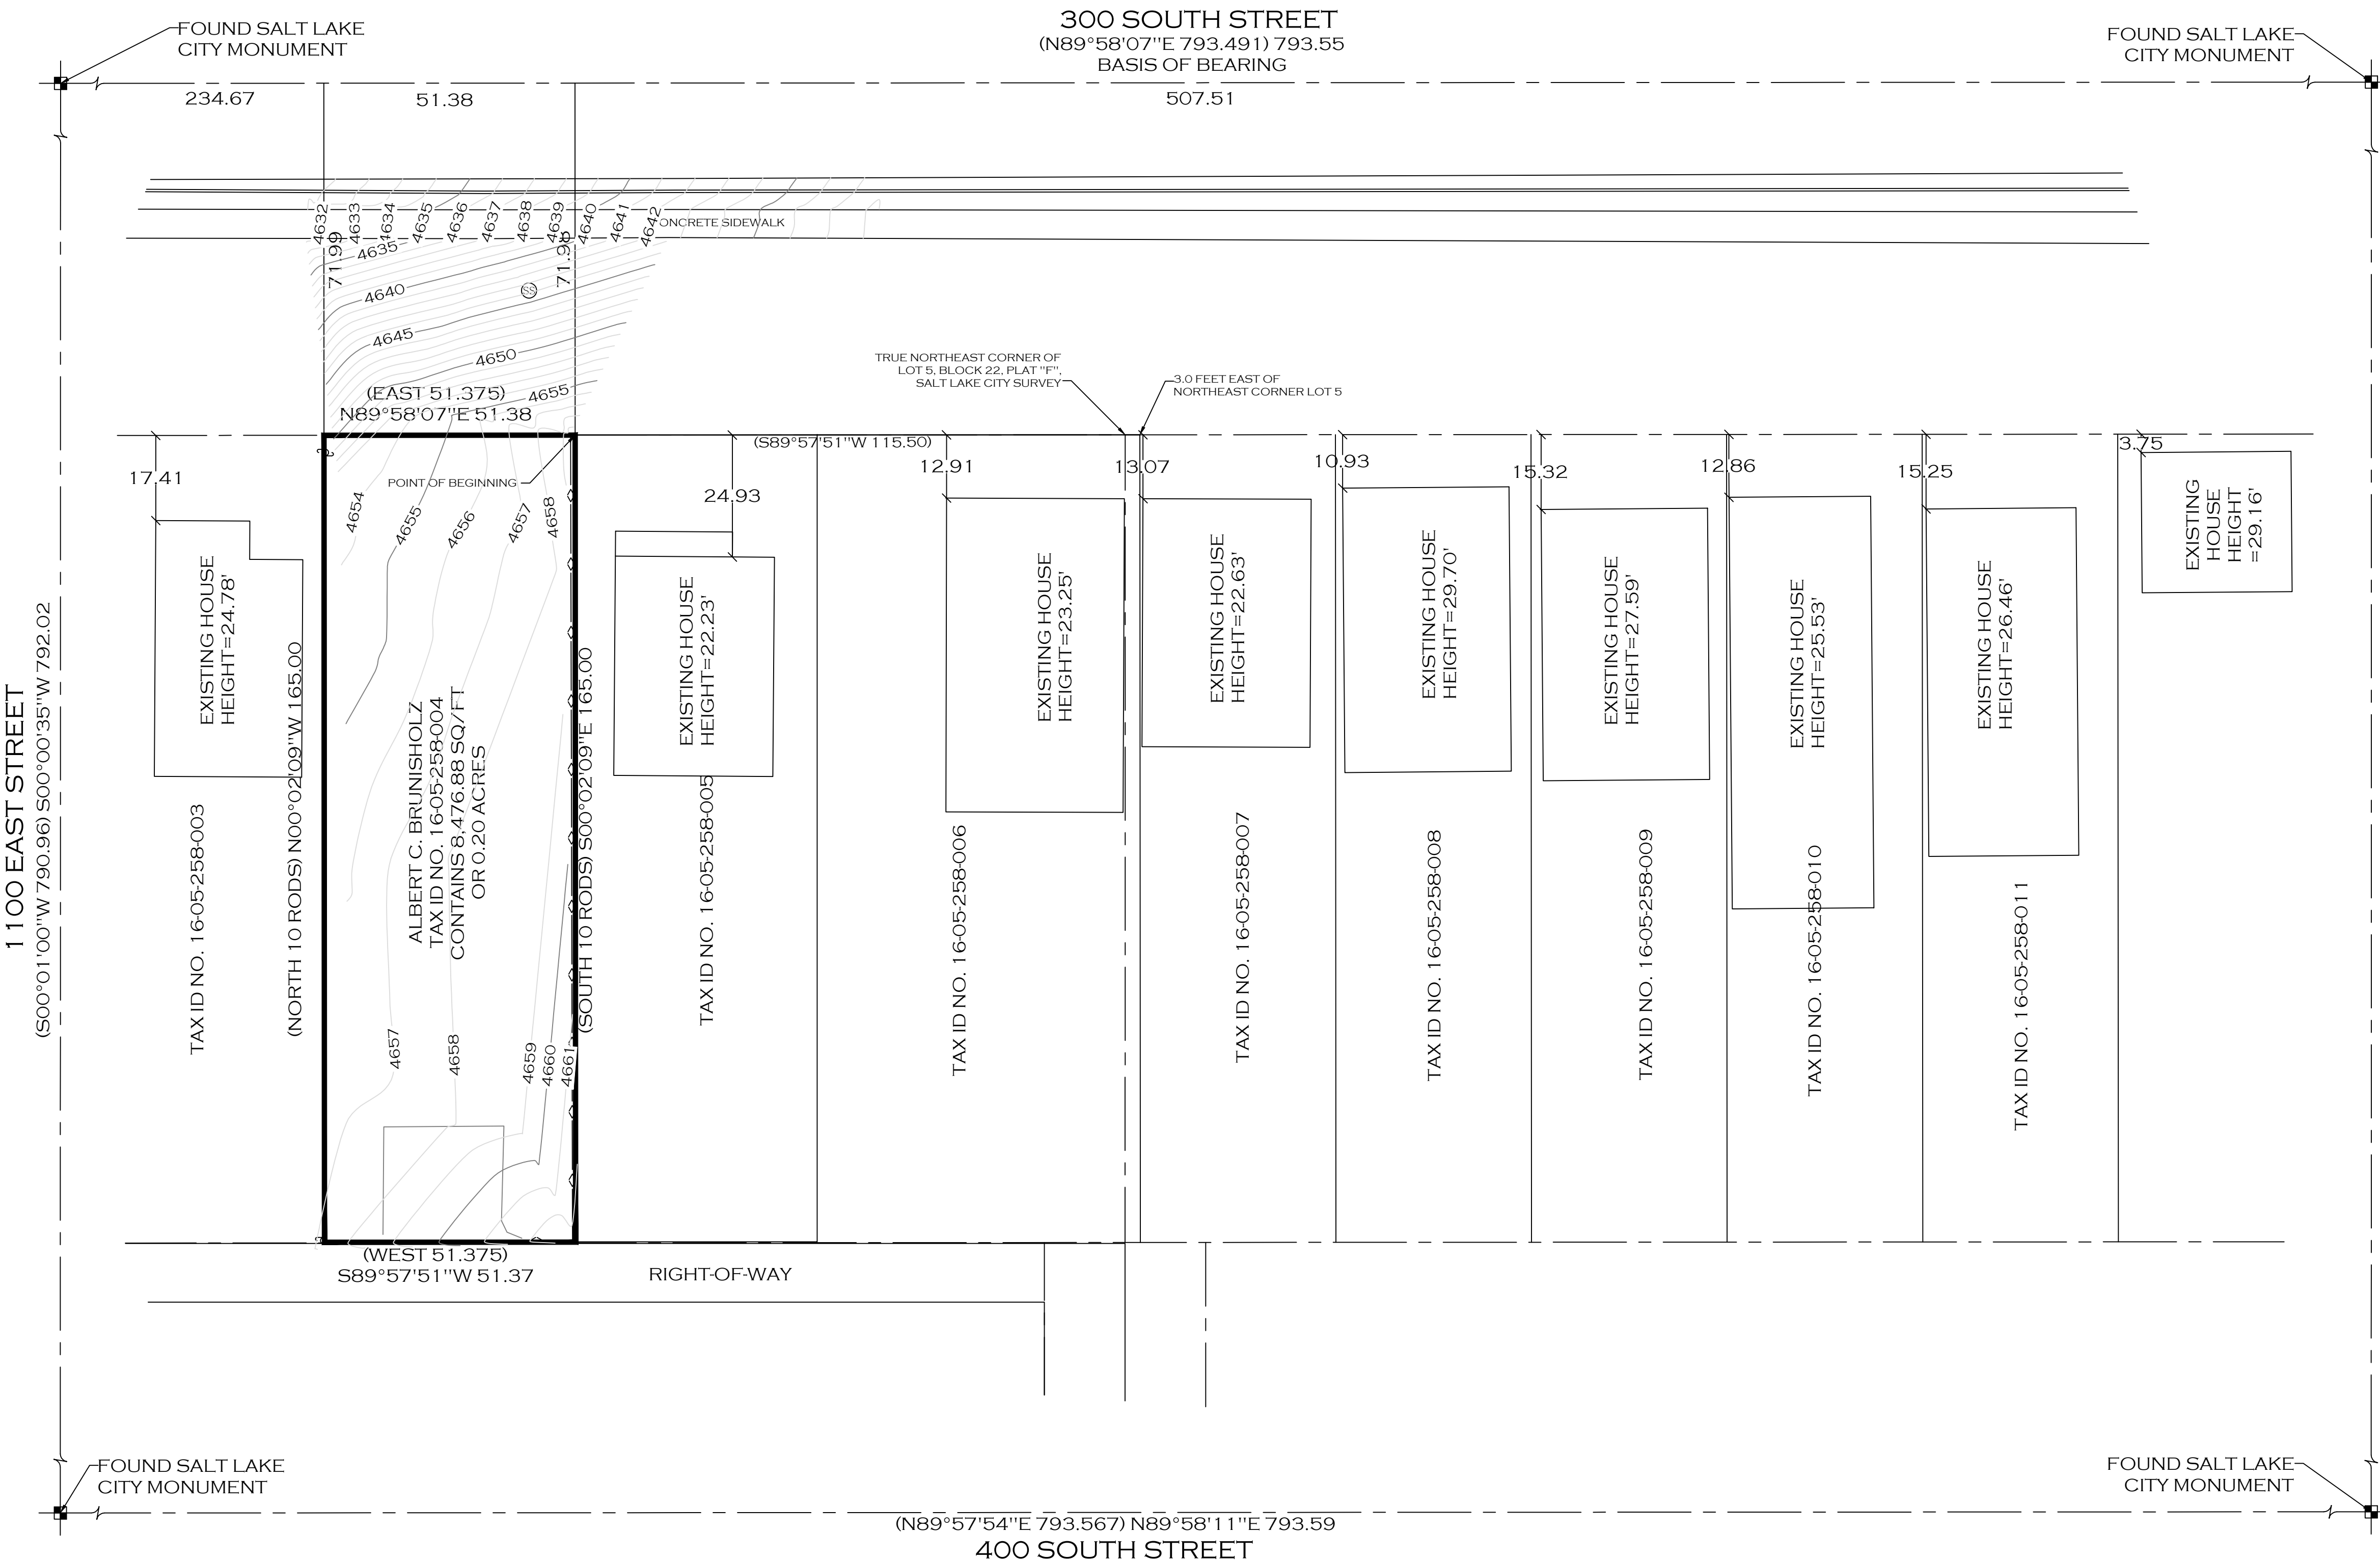 300 SOUTH STREET
(N89°58'07"E 793.491) 793.55
BASIS OF BEARING
FOUND SALT LAKE
CITY MONUMENT
FOUND SALT LAKE
CITY MONUMENT
234.67
51.38
507.51
4632
4633
4634
4635
4636
4637
4638
4639
4640
4641
4642
ONCRETE SIDEWALK
71.99
71.98
4635
4640
4645
4650
4655
(EAST 51.375)
N89°58'07"E 51.38
TRUE NORTHEAST CORNER OF
LOT 5, BLOCK 22, PLAT "F",
SALT LAKE CITY SURVEY
3.0 FEET EAST OF
NORTHEAST CORNER LOT 5
(S89°57'51"W 115.50)
17.41
POINT OF BEGINNING
24.93
12.91
13.07
10.93
15.32
12.86
15.25
3.75
4654
4655
4656
4657
4658
SS
EXISTING HOUSE
HEIGHT=24.78'
EXISTING HOUSE
HEIGHT=22.23'
EXISTING HOUSE
HEIGHT=23.25'
EXISTING HOUSE
HEIGHT=22.63'
EXISTING HOUSE
HEIGHT=29.70'
EXISTING HOUSE
HEIGHT=27.59'
EXISTING HOUSE
HEIGHT=25.53'
EXISTING HOUSE
HEIGHT=26.46'
EXISTING
HOUSE
HEIGHT
=29.16'
1100 EAST STREET
(S00°01'00"W 790.96) S00°00'35"W 792.02
(NORTH 10 RODS) N00°02'09"W 165.00
ALBERT C. BRUNISHOLZ
TAX ID NO. 16-05-258-004
CONTAINS 8,476.88 SQ/FT
OR 0.20 ACRES
(SOUTH 10 RODS) S00°02'09"E 165.00
TAX ID NO. 16-05-258-003
TAX ID NO. 16-05-258-005
TAX ID NO. 16-05-258-006
TAX ID NO. 16-05-258-007
TAX ID NO. 16-05-258-008
TAX ID NO. 16-05-258-009
TAX ID NO. 16-05-258-010
TAX ID NO. 16-05-258-011
4657
4658
4659
4660
4661
(WEST 51.375)
S89°57'51"W 51.37
RIGHT-OF-WAY
FOUND SALT LAKE
CITY MONUMENT
FOUND SALT LAKE
CITY MONUMENT
(N89°57'54"E 793.567) N89°58'11"E 793.59
400 SOUTH STREET